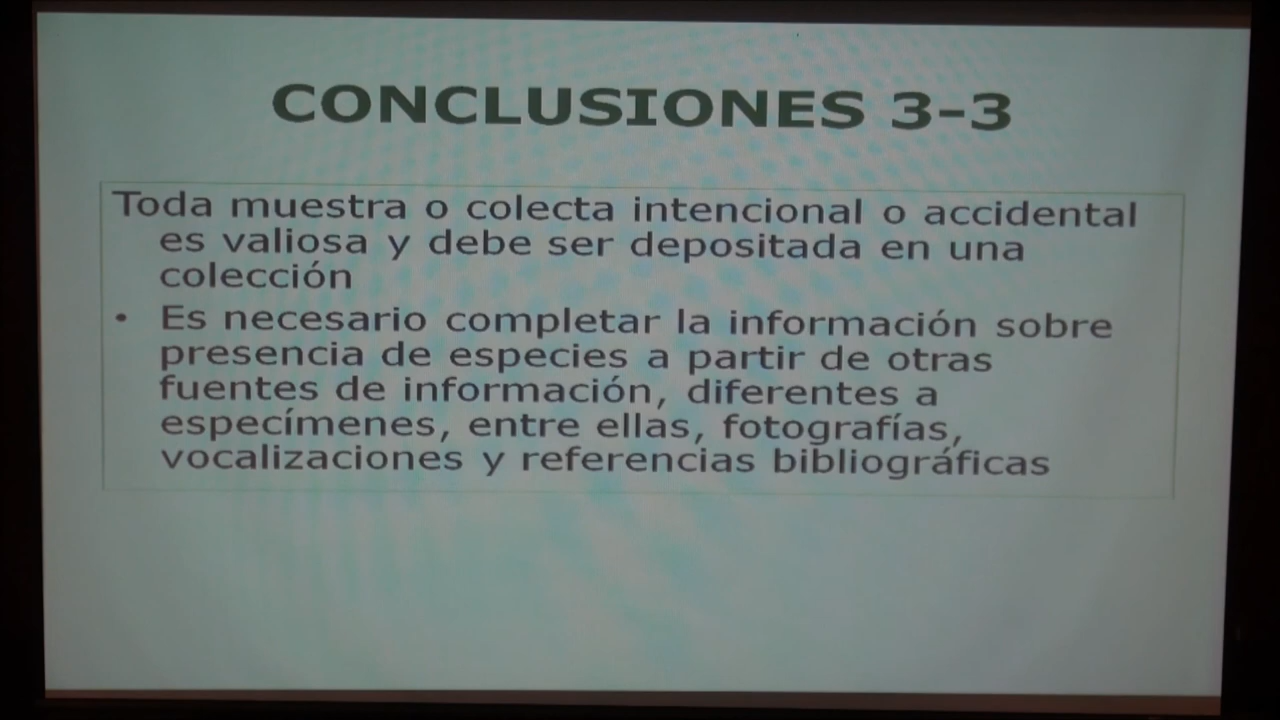 CONCLUSIONES 3-3
Toda muestra o colecta intencional o accidental
es valiosa y debe ser depositada en una
colección
• Es necesario completar la información sobre
presencia de especies a partir de otras
fuentes de información, diferentes a
especímenes, entre ellas, fotografías,
vocalizaciones y referencias bibliográficas